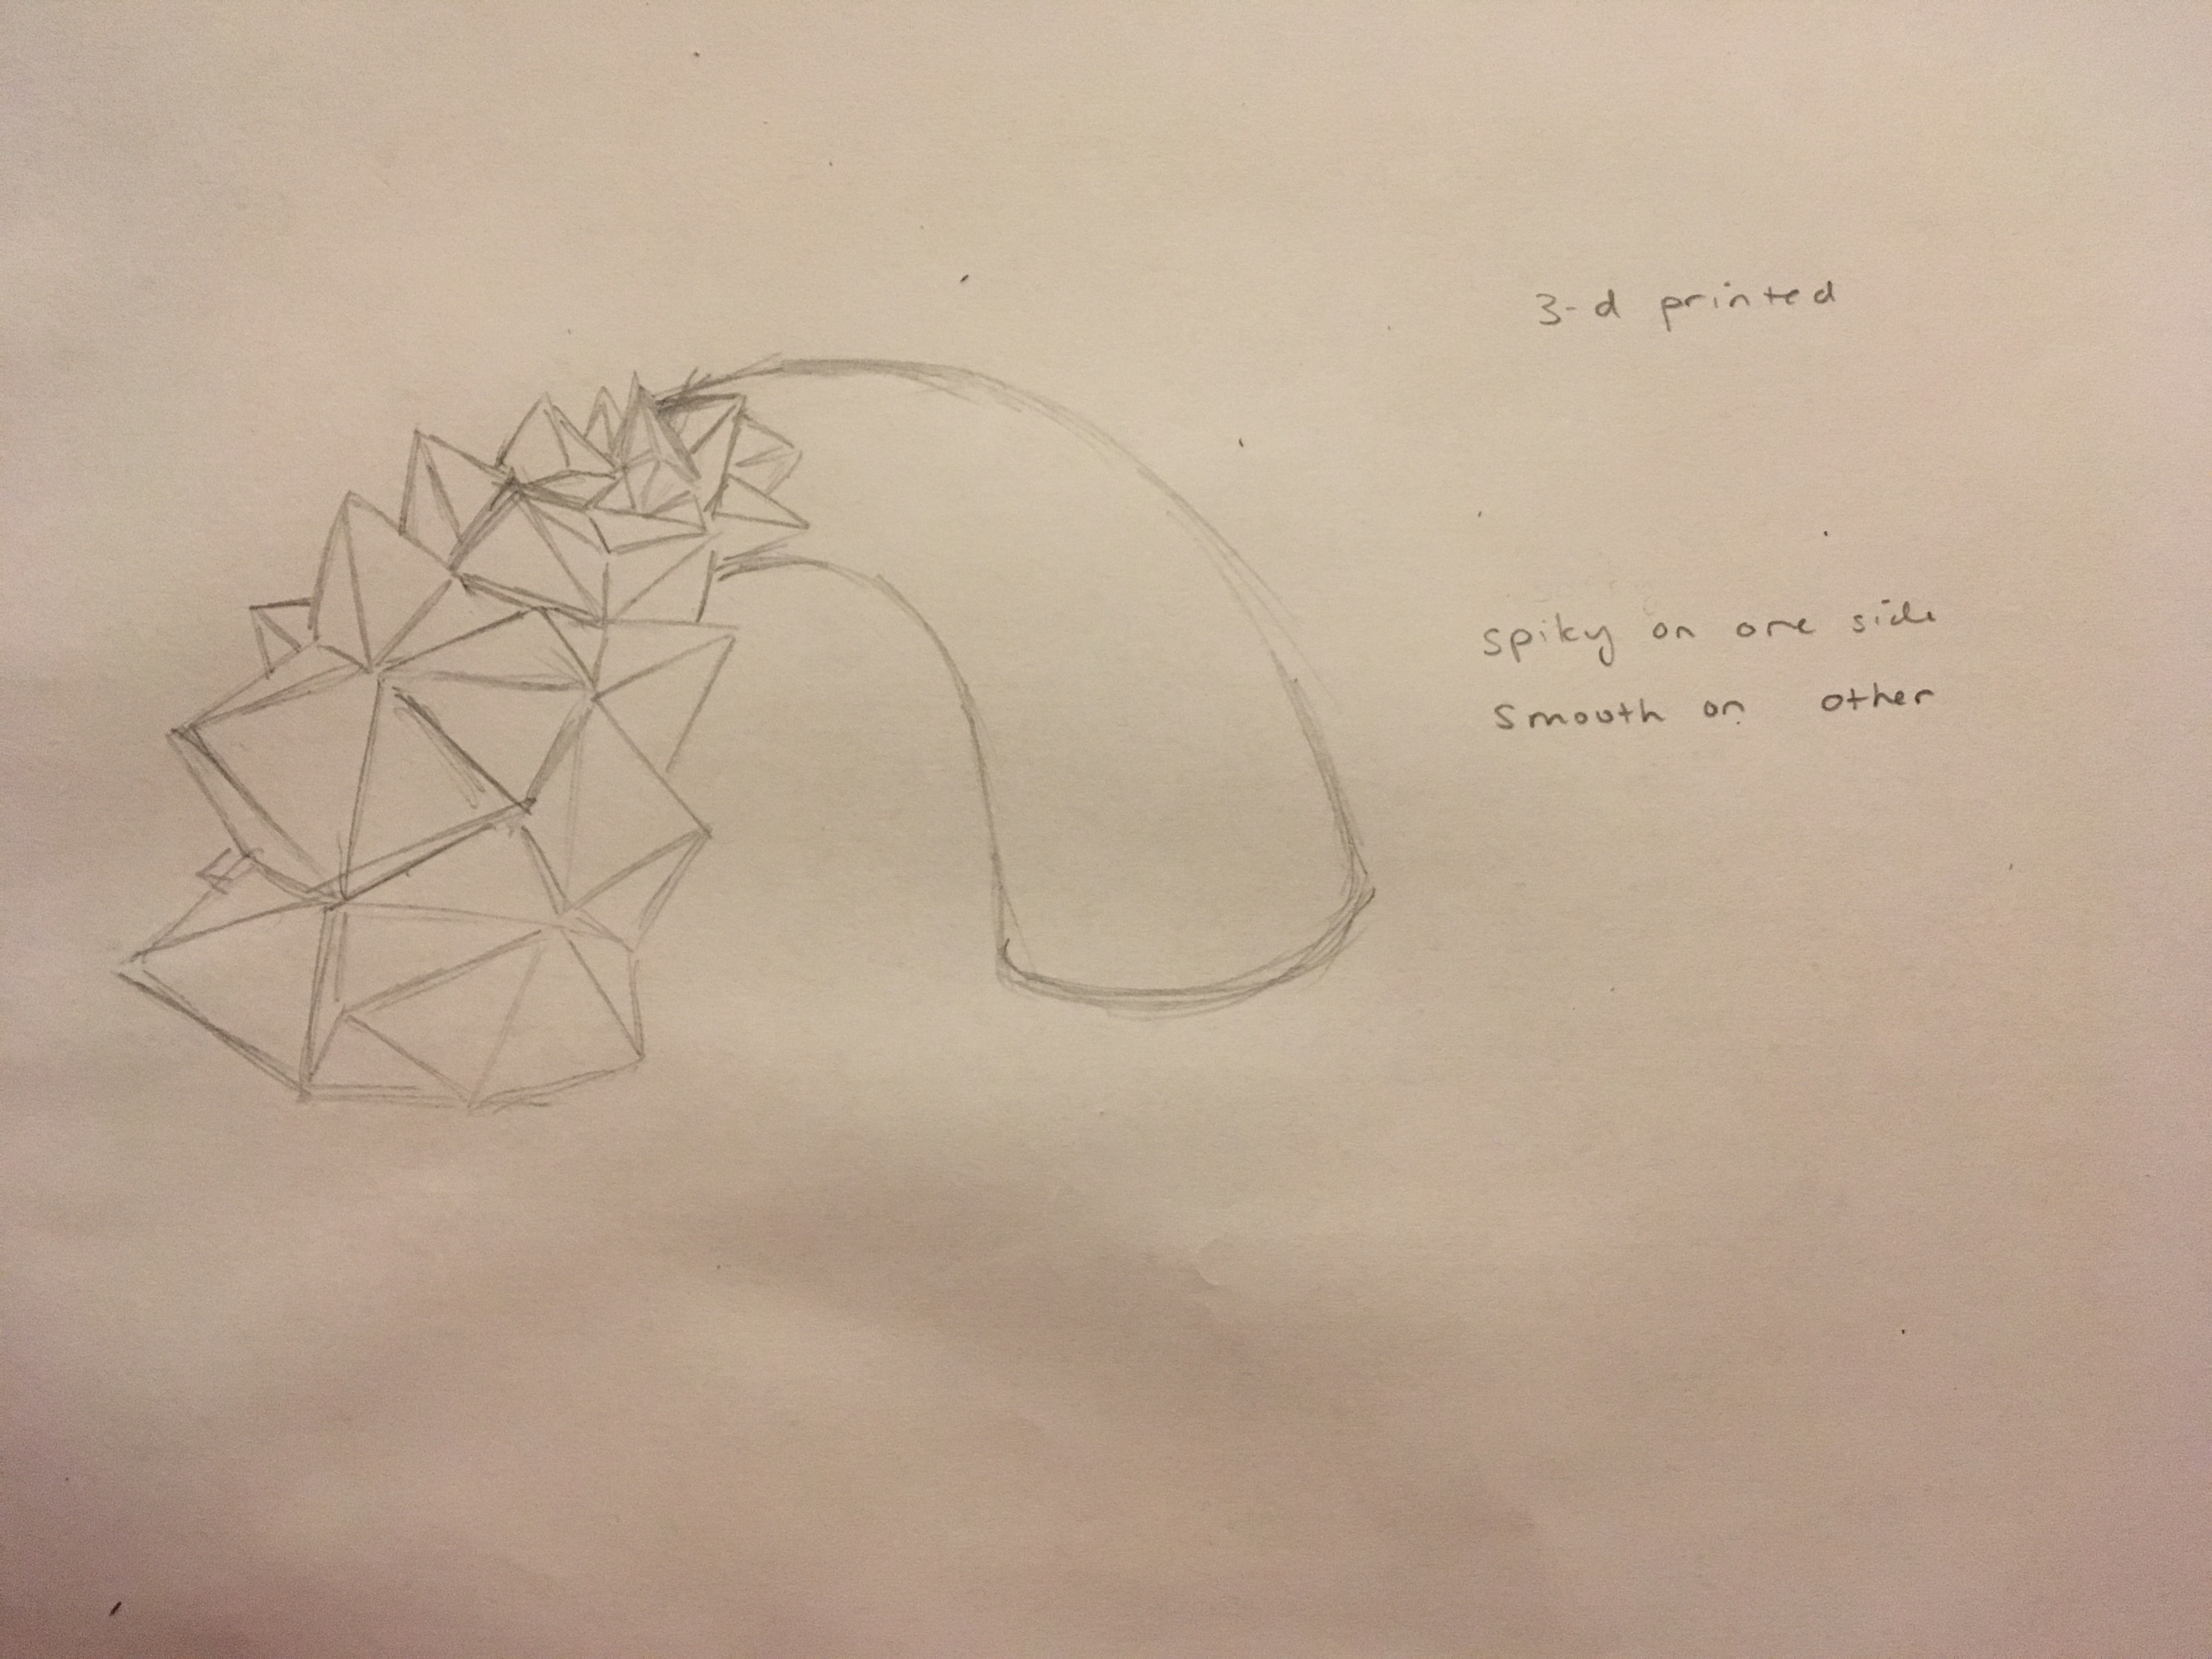 3-d printed
spiky on one side
smooth on other